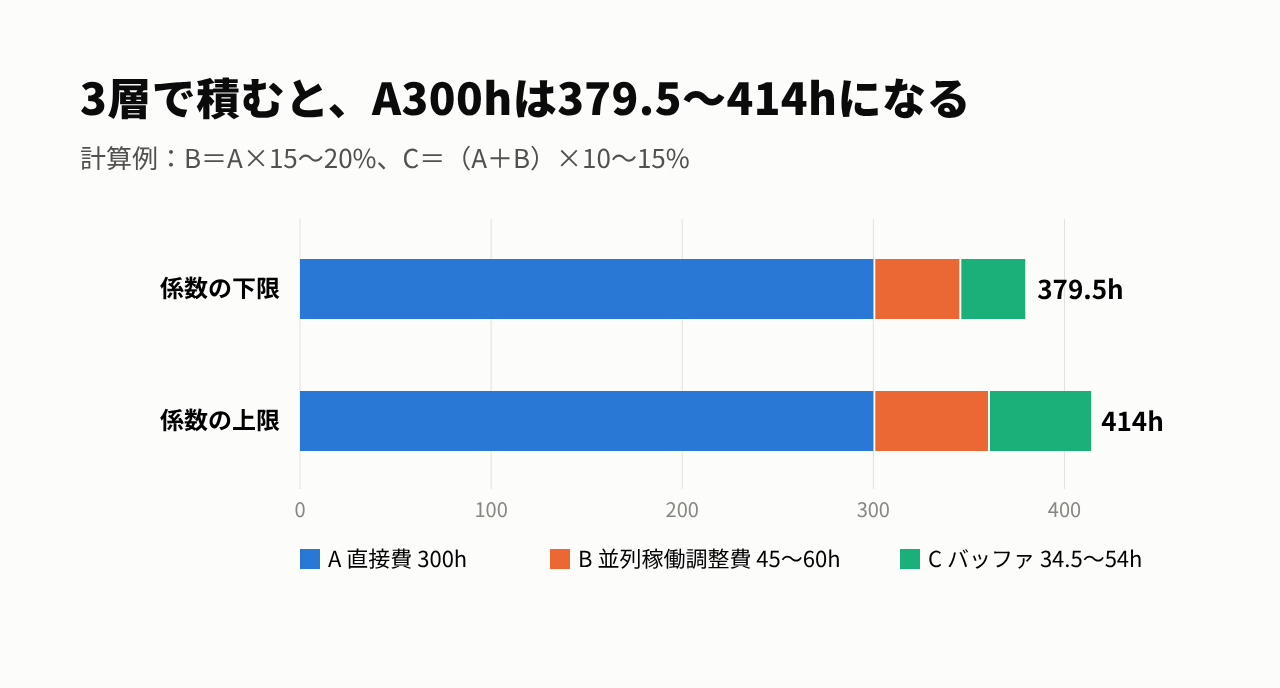 3層で積むと、A300hは379.5〜414hになる
計算例：B＝A×15〜20%、C＝（A＋B）×10〜15%
係数の下限
379.5h
係数の上限
414h
0 100 200 300 400
A 直接費 300h
B 並列稼働調整費 45〜60h
C バッファ 34.5〜54h